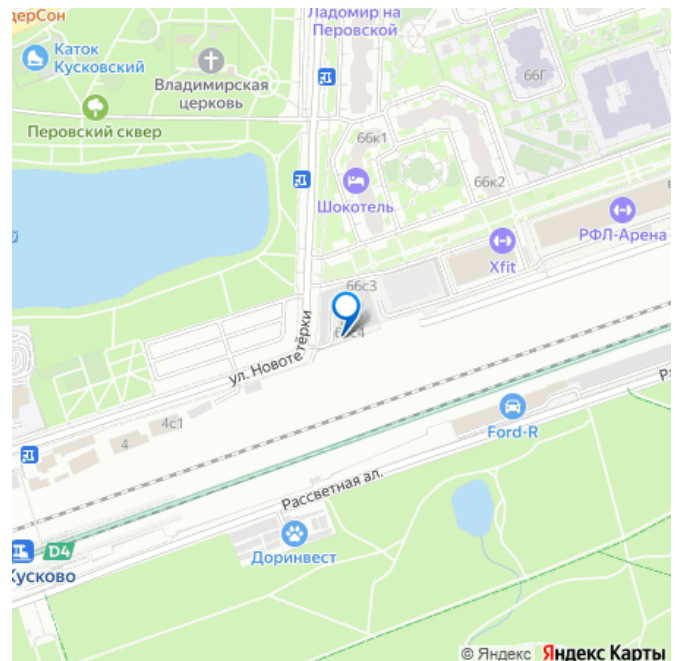 дерСон
Ладомир на
Перовской
Каток
Кусковский
Владимирская
церковь
66Г
Перовский сквер
66к1
66к2
Шокотель
РФЛ-Арена
Xfit
66с3
ул. Новотетёрки
4с1
4
Ford-R
Рассветная ал.
D4
Доринвест
Кусково
© Яндекс Яндекс Карты